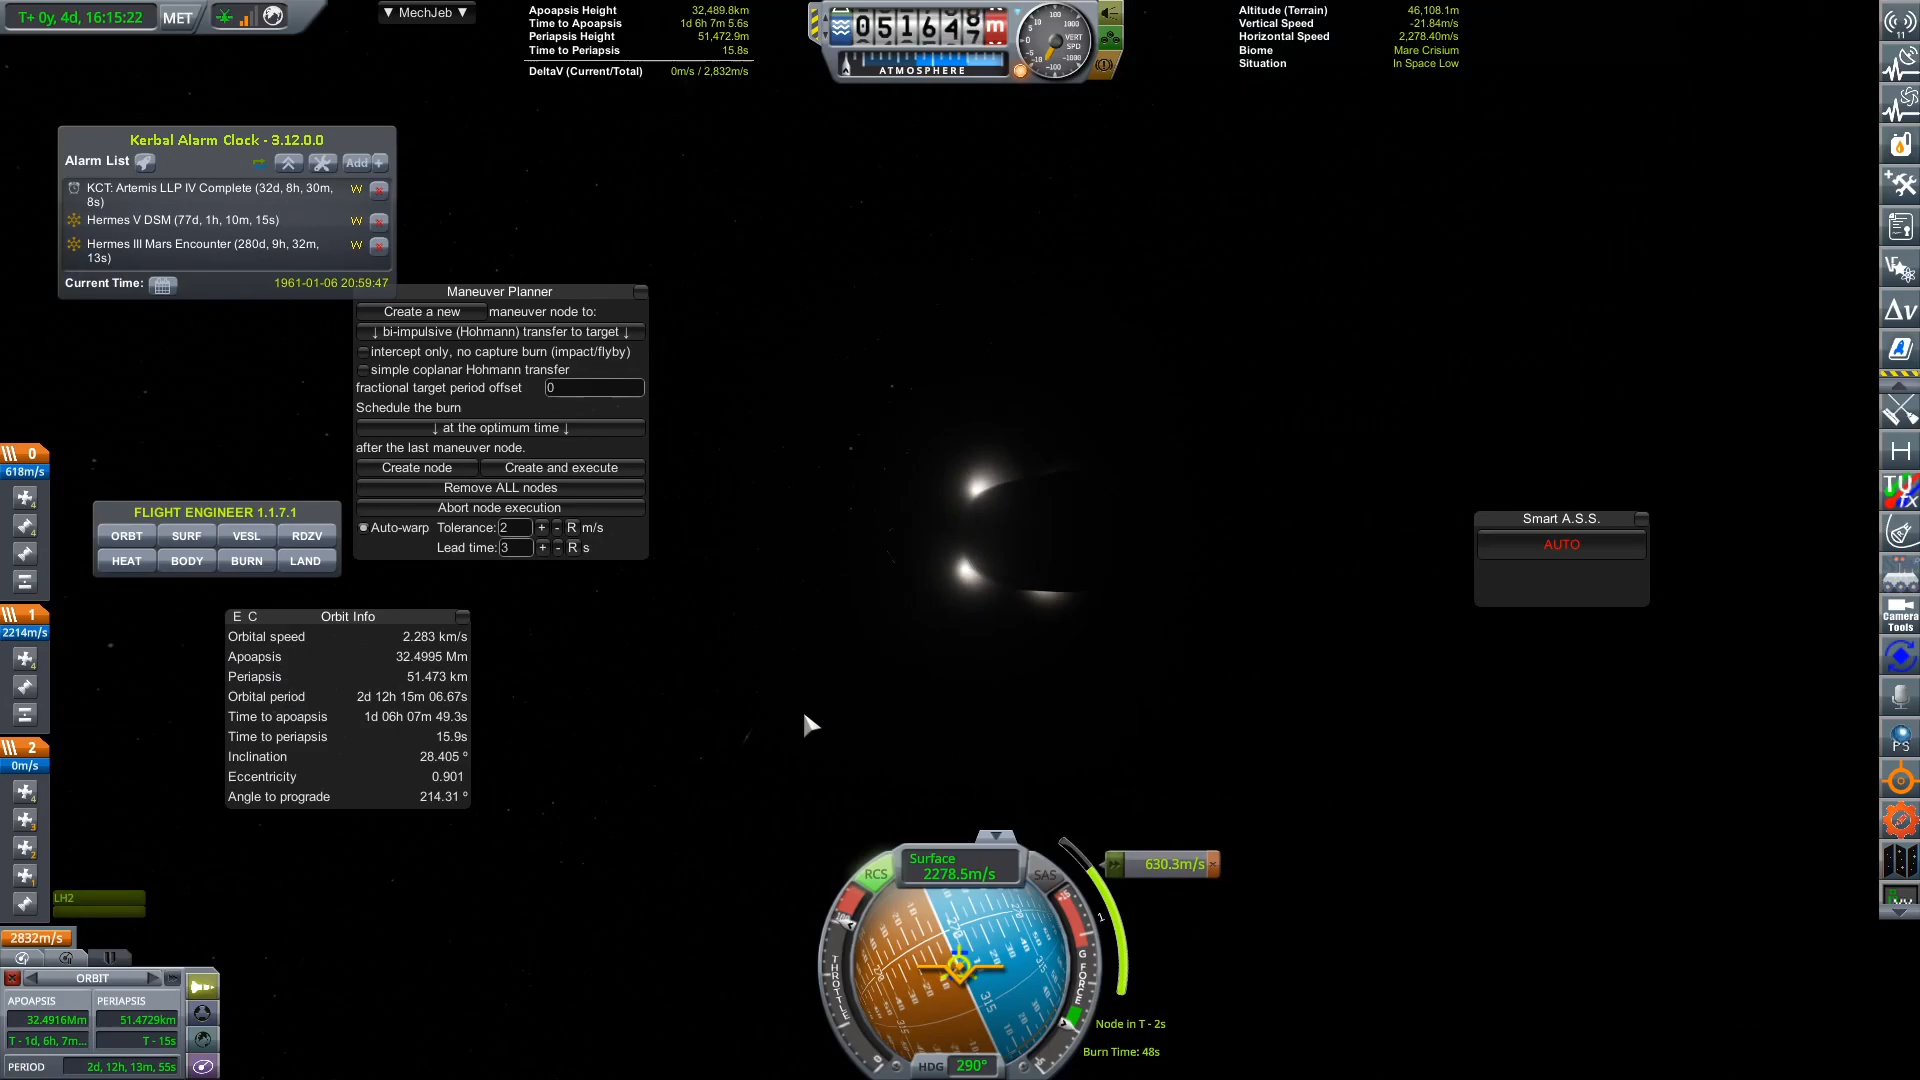 T+ 0y, 4d, 16:15:22 MET
▼ MechJeb ▼
Apoapsis Height 32,489.8km
Time to Apoapsis 1d 6h 7m 5.6s
Periapsis Height 51,472.9m
Time to Periapsis 15.8s
DeltaV (Current/Total) 0m/s / 2,832m/s
ATMOSPHERE
VERT SPD
Altitude (Terrain) 46,108.1m
Vertical Speed -21.84m/s
Horizontal Speed 2,278.40m/s
Biome Mare Crisium
Situation In Space Low
Kerbal Alarm Clock - 3.12.0.0
Alarm List Add +
KCT: Artemis LLP IV Complete (32d, 8h, 30m,
8s)
Hermes V DSM (77d, 1h, 10m, 15s)
Hermes III Mars Encounter (280d, 9h, 32m,
13s)
Current Time: 1961-01-06 20:59:47
Maneuver Planner
Create a new maneuver node to:
↓ bi-impulsive (Hohmann) transfer to target ↓
intercept only, no capture burn (impact/flyby)
simple coplanar Hohmann transfer
fractional target period offset 0
Schedule the burn
↓ at the optimum time ↓
after the last maneuver node.
Create node Create and execute
Remove ALL nodes
Abort node execution
Auto-warp Tolerance: 2 + - R m/s
Lead time: 3 + - R s
0
618m/s
1
2214m/s
2
0m/s
FLIGHT ENGINEER 1.1.7.1
ORBT SURF VESL RDZV
HEAT BODY BURN LAND
E C Orbit Info
Orbital speed 2.283 km/s
Apoapsis 32.4995 Mm
Periapsis 51.473 km
Orbital period 2d 12h 15m 06.67s
Time to apoapsis 1d 06h 07m 49.3s
Time to periapsis 15.9s
Inclination 28.405 º
Eccentricity 0.901
Angle to prograde 214.31 º
Smart A.S.S.
AUTO
Camera
Tools
PS
Δv
LH2
2832m/s
ORBIT
APOAPSIS PERIAPSIS
32.4916Mm 51.4729km
T - 1d, 6h, 7m... T - 15s
PERIOD 2d, 12h, 13m, 55s
Surface
2278.5m/s
RCS SAS
THROTTLE
G FORCE
HDG 290°
630.3m/s
Node in T - 2s
Burn Time: 48s